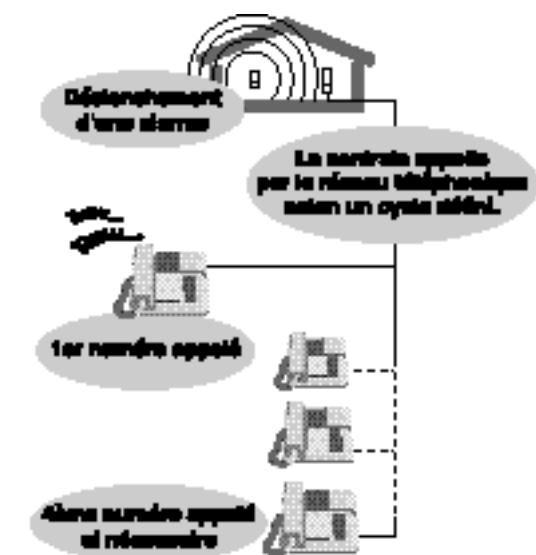 Déclenchement
d'une alarme
La centrale appelle
par le réseau téléphonique
selon un cycle défini.
1er numéro appelé
4ème numéro appelé
si nécessaire